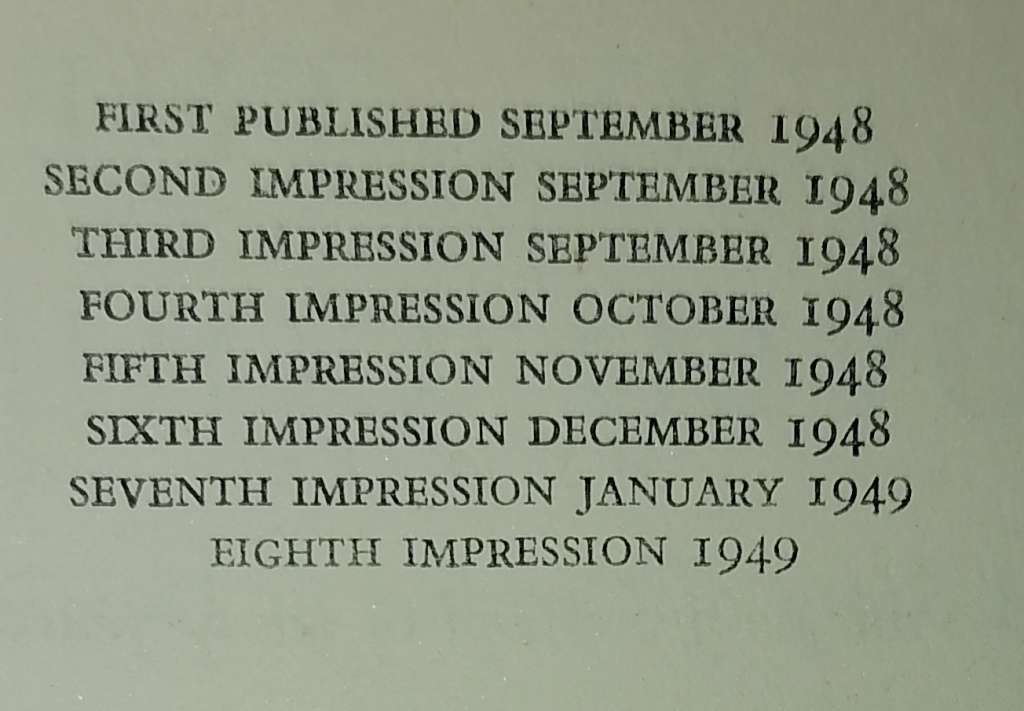 FIRST PUBLISHED SEPTEMBER 1948
SECOND IMPRESSION SEPTEMBER 1948
THIRD IMPRESSION SEPTEMBER 1948
FOURTH IMPRESSION OCTOBER 1948
FIFTH IMPRESSION NOVEMBER 1948
SIXTH IMPRESSION DECEMBER 1948
SEVENTH IMPRESSION JANUARY 1949
EIGHTH IMPRESSION 1949